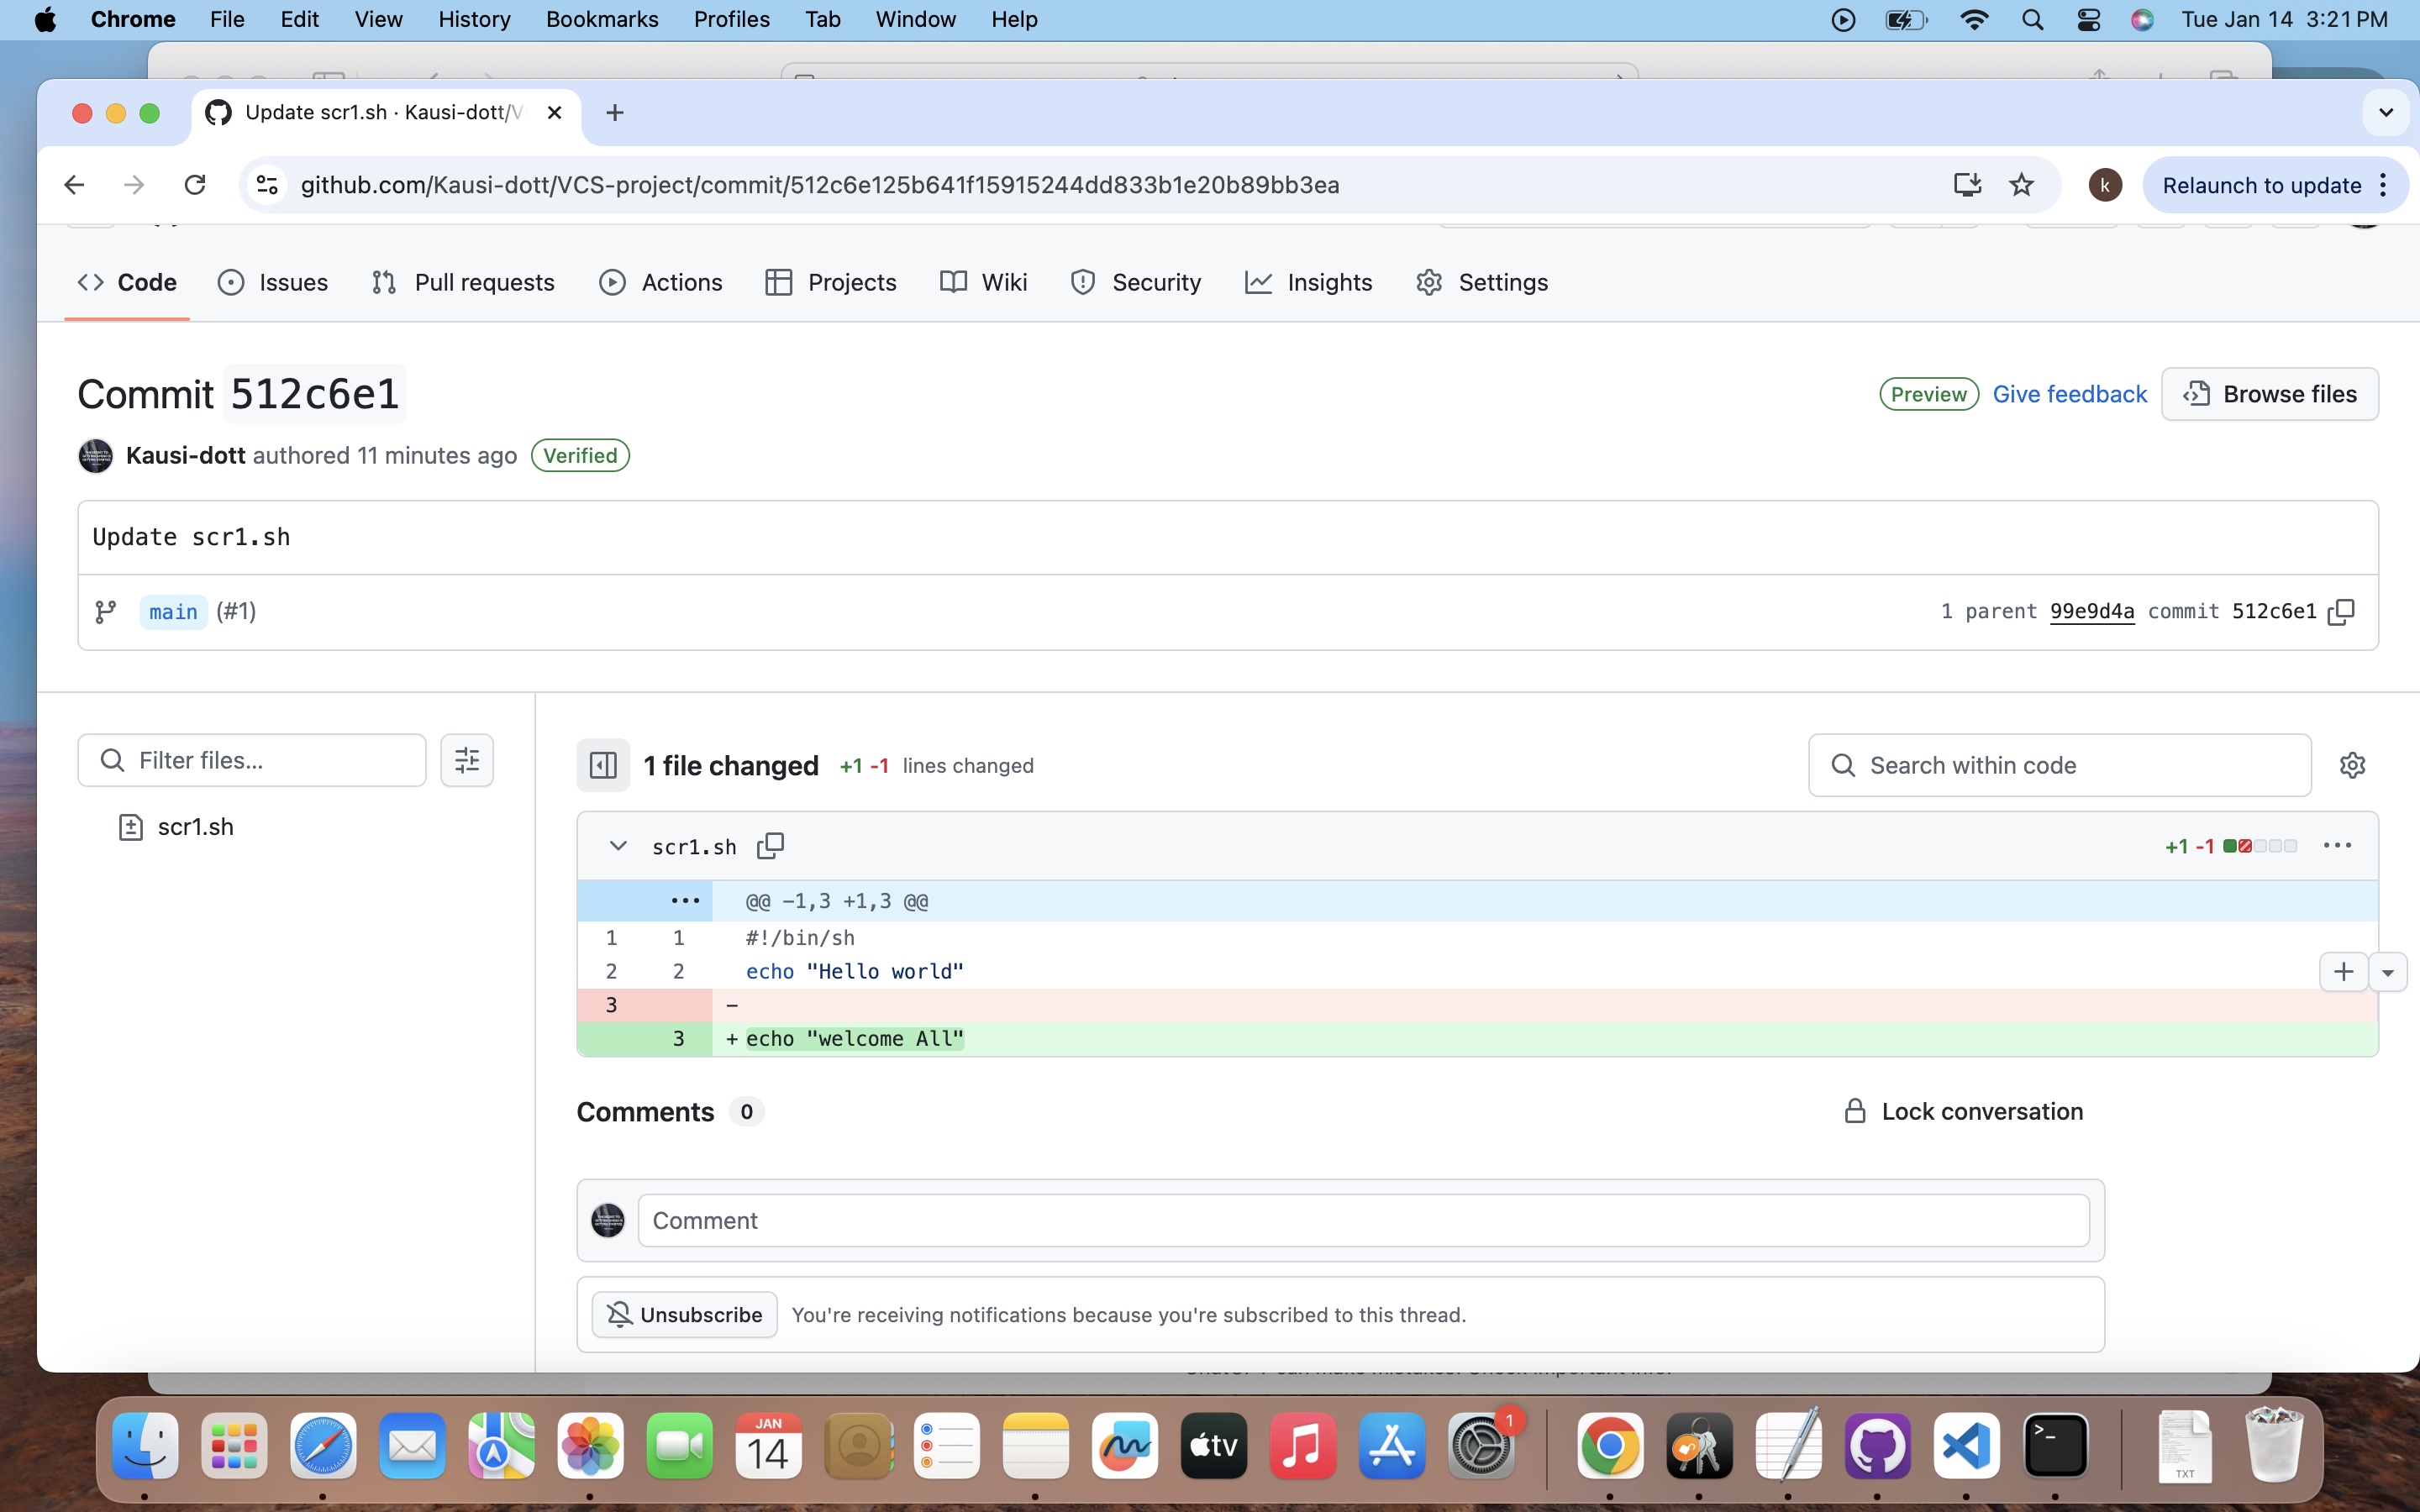 Chrome File Edit View History Bookmarks Profiles Tab Window Help Tue Jan 14 3:21 PM
Update scr1.sh · Kausi-dott/V
github.com/Kausi-dott/VCS-project/commit/512c6e125b641f15915244dd833b1e20b89bb3ea k Relaunch to update
Code Issues Pull requests Actions Projects Wiki Security Insights Settings
Commit 512c6e1 Preview Give feedback Browse files
Kausi-dott authored 11 minutes ago Verified
Update scr1.sh
main (#1) 1 parent 99e9d4a commit 512c6e1
Filter files...
scr1.sh
1 file changed +1 -1 lines changed Search within code
scr1.sh +1 -1
@@ -1,3 +1,3 @@
1 1 #!/bin/sh
2 2 echo "Hello world"
3 -
3 + echo "welcome All"
Comments 0 Lock conversation
Comment
Unsubscribe You're receiving notifications because you're subscribed to this thread.
JAN
14
tv
1
>_
TXT